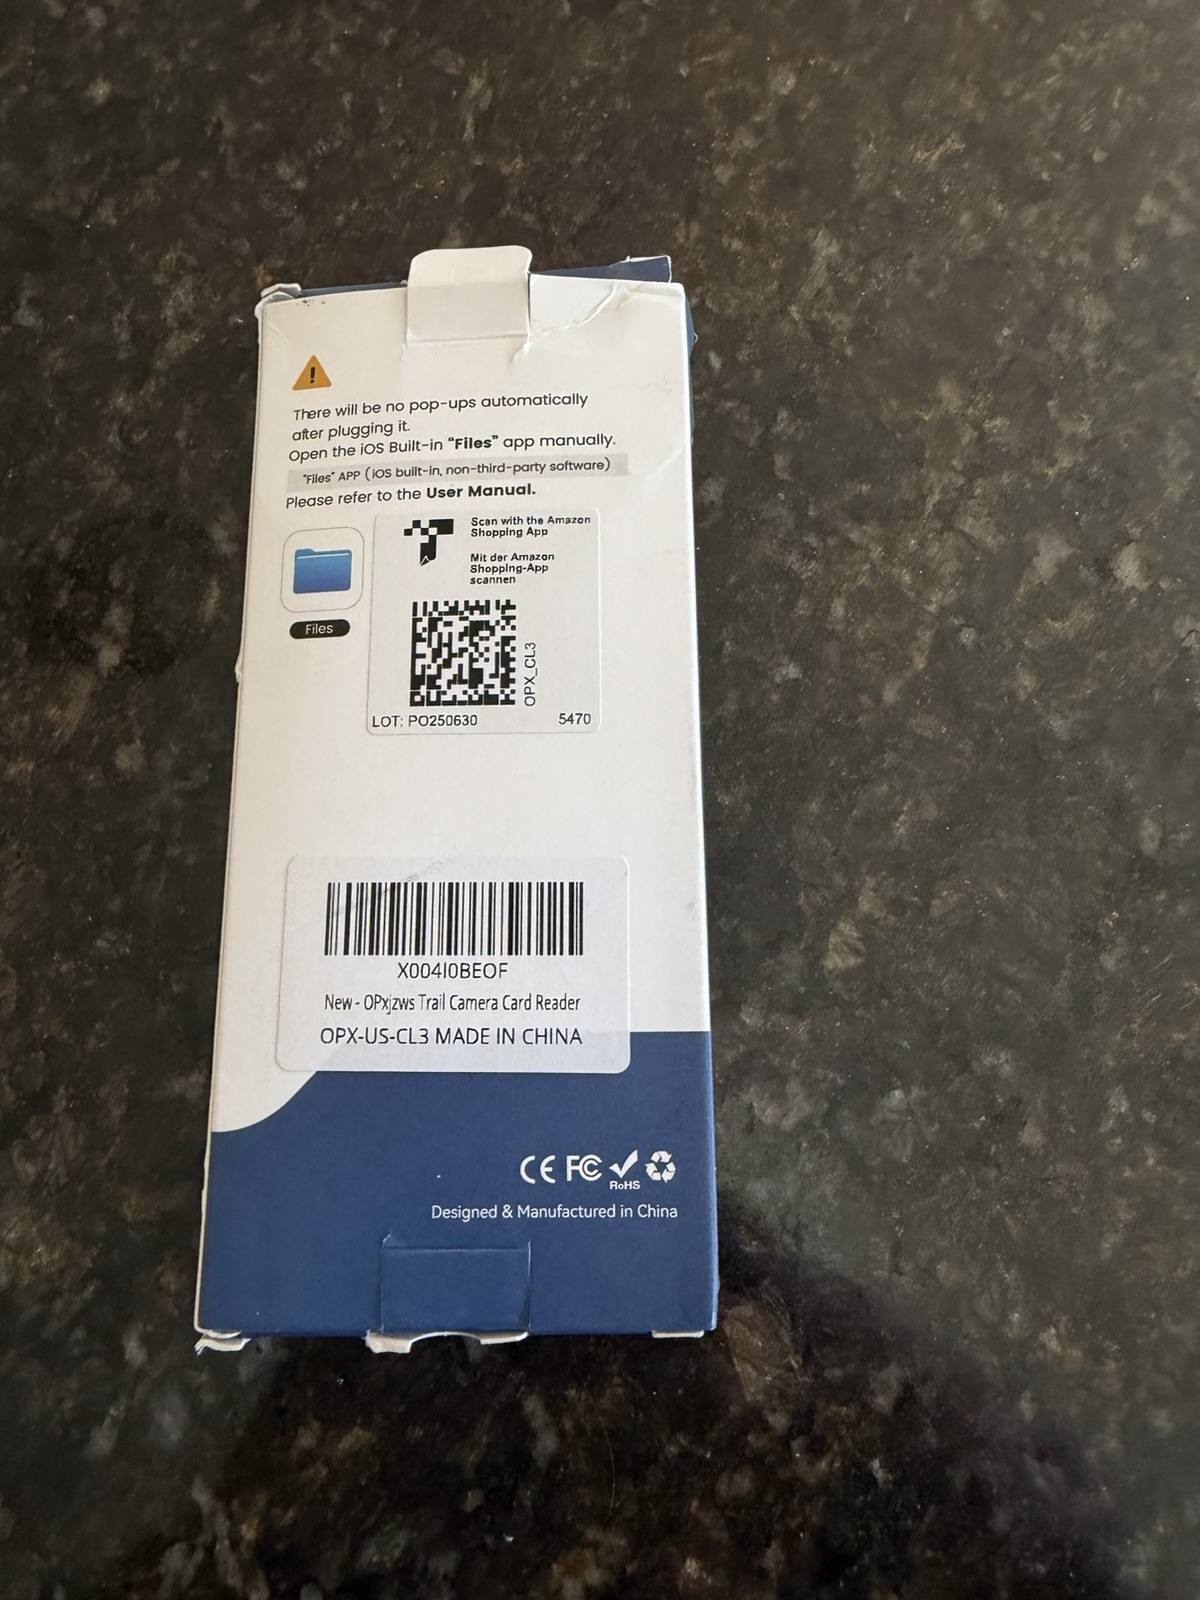 There will be no pop-ups automatically
after plugging it.
Open the iOS Built-in “Files” app manually.
"Files" APP (iOS built-in, non-third-party software)
Please refer to the User Manual.
Files
Scan with the Amazon
Shopping App
Mit der Amazon
Shopping-App
scannen
OPX_CL3
LOT: PO250630 5470
X004I0BEOF
New - OPxjzws Trail Camera Card Reader
OPX-US-CL3 MADE IN CHINA
CE FC RoHS
Designed & Manufactured in China